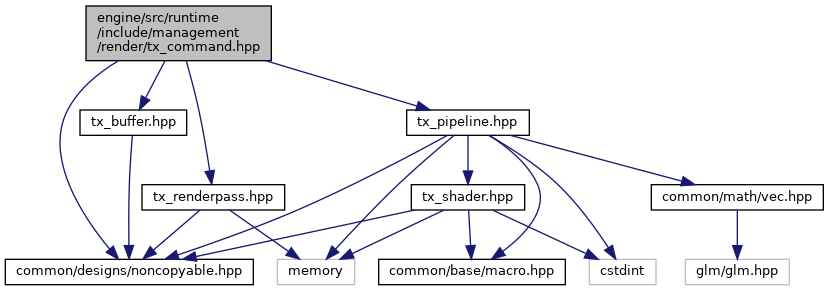 engine/src/runtime
/include/management
/render/tx_command.hpp
tx_buffer.hpp
tx_pipeline.hpp
tx_renderpass.hpp
tx_shader.hpp
common/math/vec.hpp
common/designs/noncopyable.hpp
memory
common/base/macro.hpp
cstdint
glm/glm.hpp